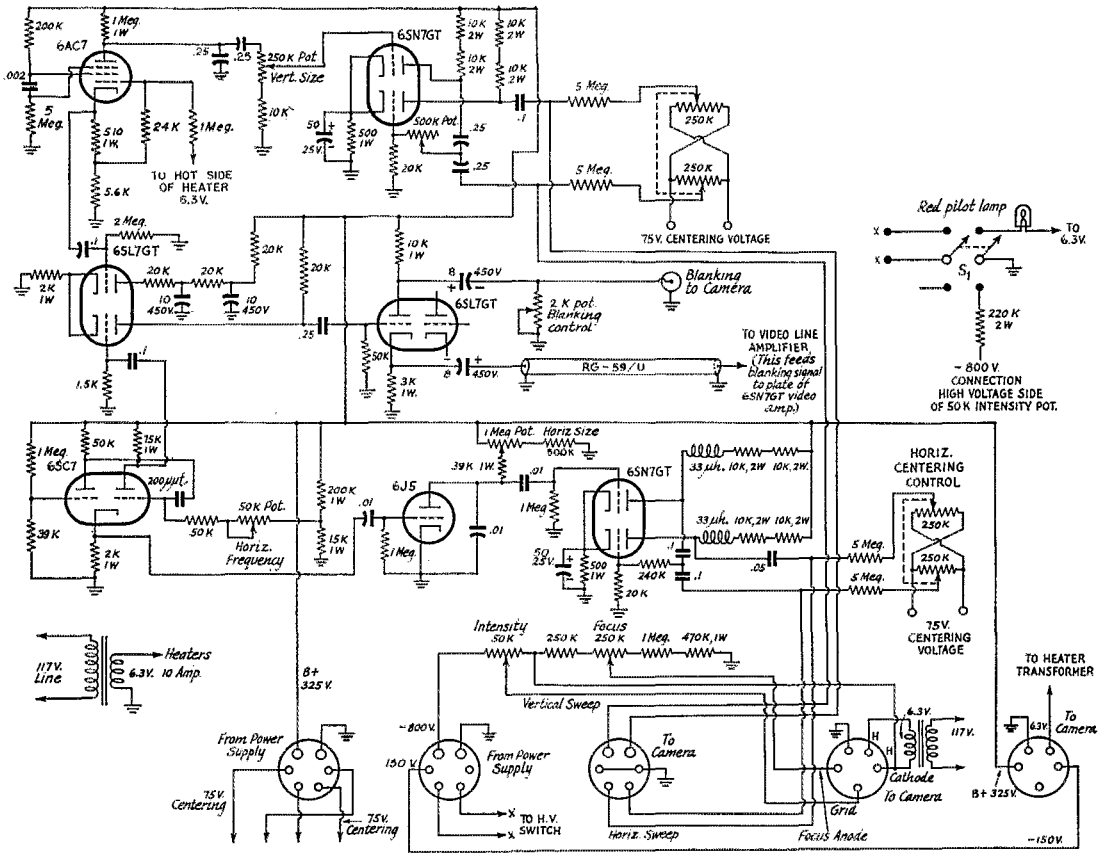 200K
1 Meg.
1W
6AC7
.002
5
Meg.
510
1W.
24K
1Meg.
5.6K
TO HOT SIDE
OF HEATER
6.3V.
.25
.25
250K Pot.
Vert. Size
10K
6SN7GT
50
25V.
500
1W
500K Pot.
20K
10K
2W
10K
2W
10K
2W
10K
2W
.1
.25
.25
5 Meg.
5 Meg.
250K
250K
75V. CENTERING VOLTAGE
Red pilot lamp
X
X
TO
6.3V.
S1
220K
2W
-800V.
CONNECTION
HIGH VOLTAGE SIDE
OF 50K INTENSITY POT.
2 Meg.
.1
6SL7GT
2K
1W
20K
20K
10
450V.
10
450V
20K
20K
.1
1.5K
.25
50K
10K
1W
8
450V.
6SL7GT
3K
1W.
8
450V.
2 K pot.
Blanking
control
Blanking
to Camera
RG-59/U
TO VIDEO LINE
AMPLIFIER
(This feeds
blanking signal
to plate of
6SN7GT video
amp.)
1Meg.
50K
15K
1W
6SC7
200μμf.
39K
2K
1W
50K
50K Pot.
Horiz.
Frequency
200K
1W
15K
1W
.01
1Meg.
6J5
1 Meg Pot.
Horiz Size
500K
39K 1W
.01
.01
1 Meg
6SN7GT
50
25V
500
1W
20K
240K
.1
.1
33μh.
10K,2W
10K,2W.
33μh.
10K,2W
10K,2W
.05
5 Meg.
5 Meg.
HORIZ.
CENTERING
CONTROL
250K
250K
75V.
CENTERING
VOLTAGE
117V.
Line
Heaters
6.3V. 10 Amp.
B+
325V.
Intensity
50K
250K
Focus
250K
1Meg.
470K,1W
Vertical Sweep
-800V.
150V.
From Power
Supply
From Power
Supply
75V.
Centering
75V.
Centering
X
X
TO H.V.
SWITCH
To
Camera
Horiz. Sweep
6.3V.
117V.
H
H
Cathode
To Camera
Grid
Focus Anode
TO HEATER
TRANSFORMER
6.3V
To
Camera
B+ 325V.
-150V.